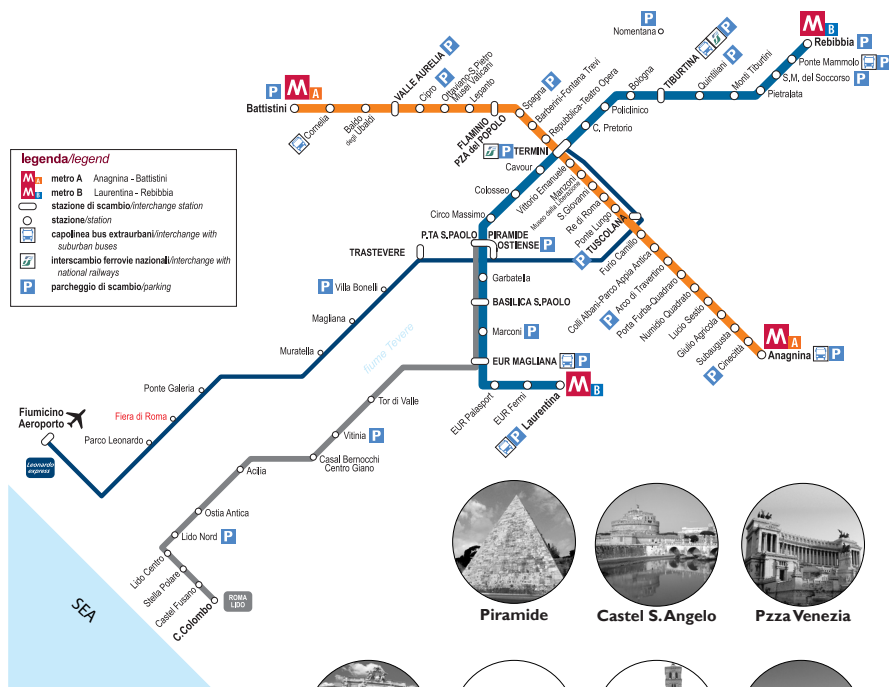 Nomentana
P
M
B
Rebibbia P
Ponte Mammolo P
S,M, del Soccorso P
Pietralata
Monti Tiburtini
Quintiliani P
TIBURTINA P
Bologna
Policlinico
C, Pretorio
P M A
Battistini
Cornelia
Baldo
degli Ubaldi
VALLE AURELIA P
Cipro P
Ottaviano-S,Pietro
Musei Vaticani
Lepanto
FLAMINIO
PZA del POPOLO
Spagna P
Barberini-Fontana Trevi
Repubblica-Teatro Opera
P TERMINI
Cavour
Colosseo
Circo Massimo
Vittorio Emanuele
Manzoni
Museo della Liberazione
S.Giovanni
Re di Roma
Ponte Lungo
P TUSCOLANA
Furio Camillo
Colli Albani-Parco Appia Antica
P Arco di Travertino
Porta Furba-Quadraro
Numidio Quadrato
Lucio Sestio
Giulio Agricola
Subaugusta
P Cinecittà
M A
Anagnina P
legenda/legend
M A metro A Anagnina - Battistini
M B metro B Laurentina - Rebibbia
stazione di scambio/interchange station
stazione/station
capolinea bus extraurbani/interchange with
suburban buses
interscambio ferrovie nazionali/interchange with
national railways
P parcheggio di scambio/parking
P.TA S.PAOLO PIRAMIDE
OSTIENSE P
TRASTEVERE
Garbatella
BASILICA S.PAOLO
Marconi P
EUR MAGLIANA P
EUR Palasport
EUR Fermi
P Laurentina
M B
P Villa Bonelli
Magliana
Muratella
fiume Tevere
Ponte Galeria
Fiera di Roma
Parco Leonardo
Fiumicino
Aeroporto
Leonardo
express
Tor di Valle
Vitinia P
Casal Bernocchi
Centro Giano
Acilia
Ostia Antica
Lido Nord P
Lido Centro
Stella Polare
Castel Fusano
C.Colombo
ROMA
LIDO
SEA
Piramide
Castel S.Angelo
Pzza Venezia